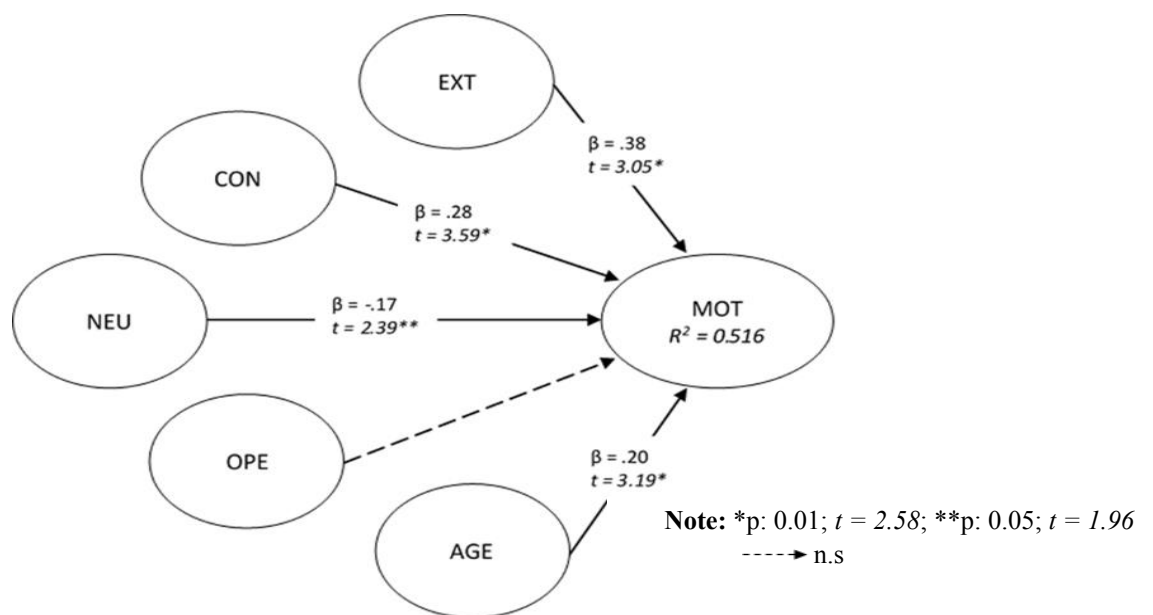 EXT
β = .38
t = 3.05*
CON
β = .28
t = 3.59*
NEU
β = -.17
t = 2.39**
MOT
R² = 0.516
OPE
β = .20
t = 3.19*
AGE
Note: *p: 0.01; t = 2.58; **p: 0.05; t = 1.96
n.s